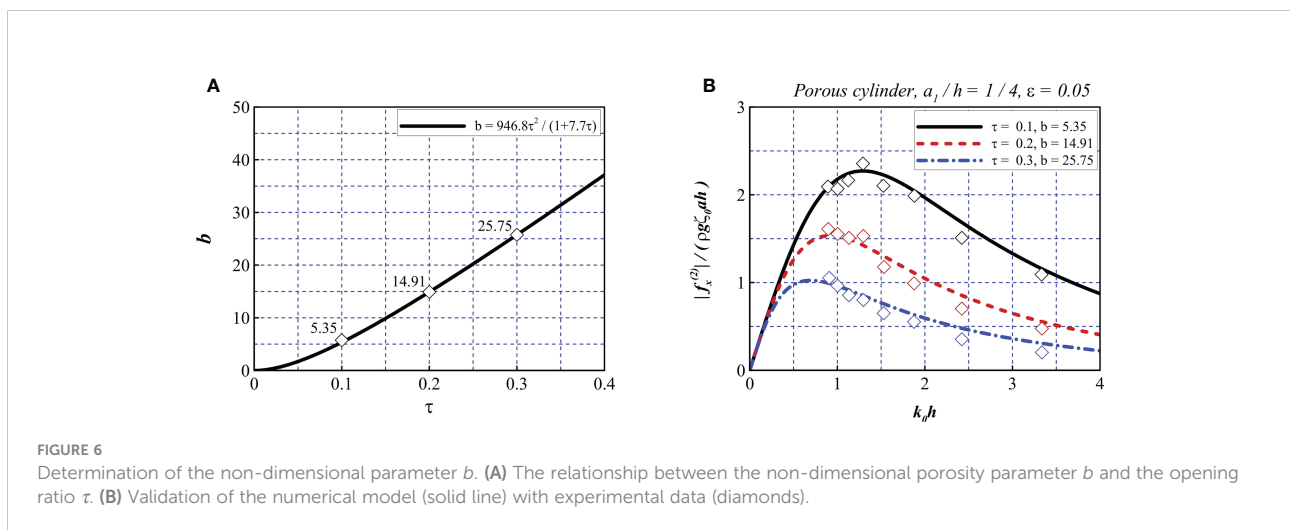 A
50
40
30
20
10
0
b
b = 946.8τ² / (1+7.7τ)
5.35
14.91
25.75
0 0.1 0.2 0.3 0.4
τ
B
Porous cylinder, a₁ / h = 1 / 4, ε = 0.05
3
2
1
0
|fₓ⁽²⁾| / (ρgζ₀ah)
τ = 0.1, b = 5.35
τ = 0.2, b = 14.91
τ = 0.3, b = 25.75
0 1 2 3 4
k₀h
FIGURE 6
Determination of the non-dimensional parameter b. (A) The relationship between the non-dimensional porosity parameter b and the opening
ratio τ. (B) Validation of the numerical model (solid line) with experimental data (diamonds).